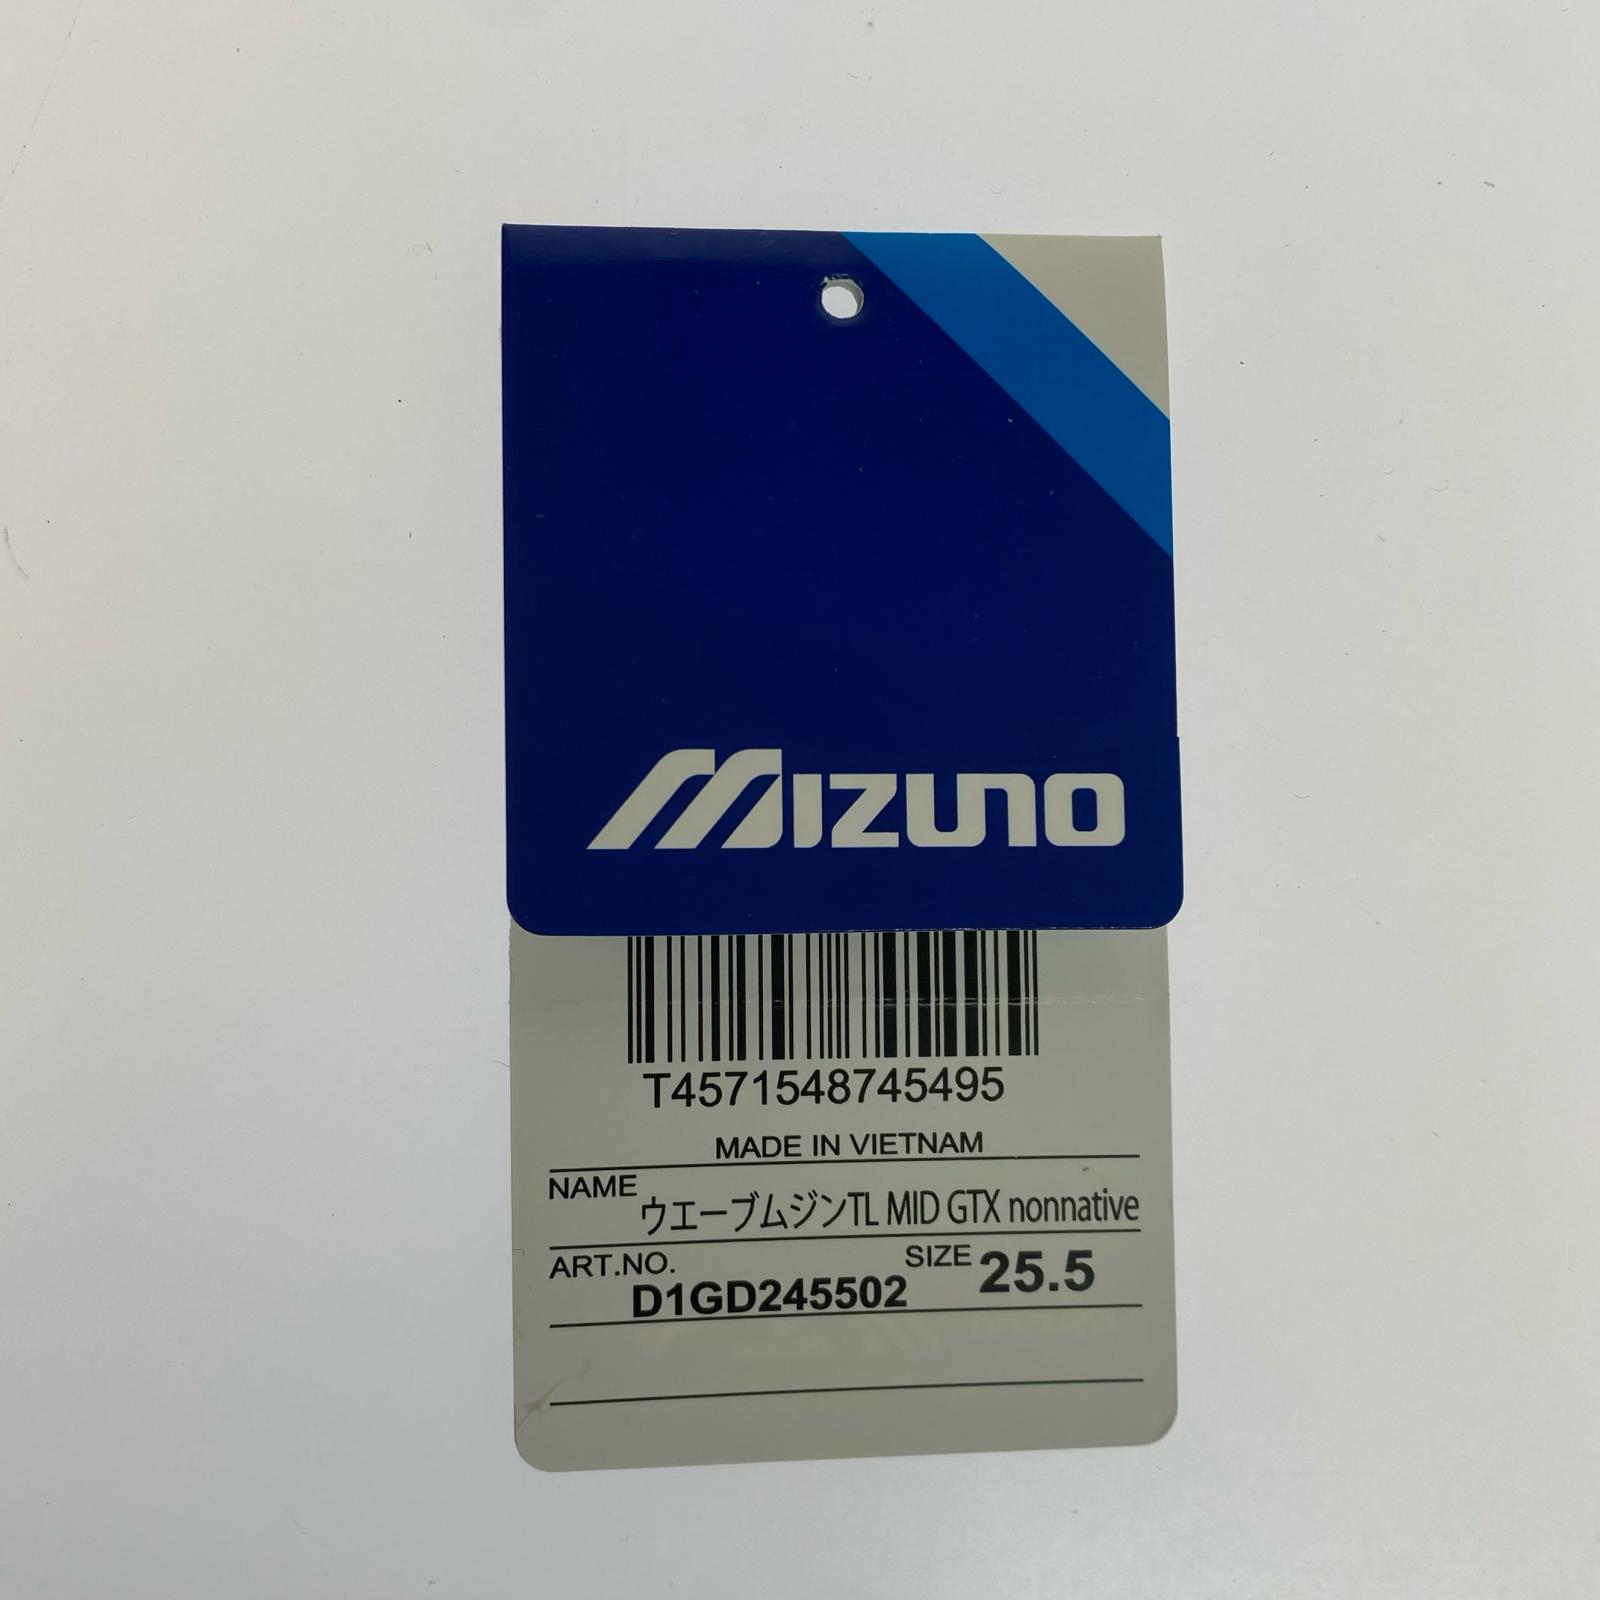 MIZUNO
T4571548745495
MADE IN VIETNAM
NAME ウエーブムジンTL MID GTX nonnative
ART.NO. D1GD245502 SIZE 25.5